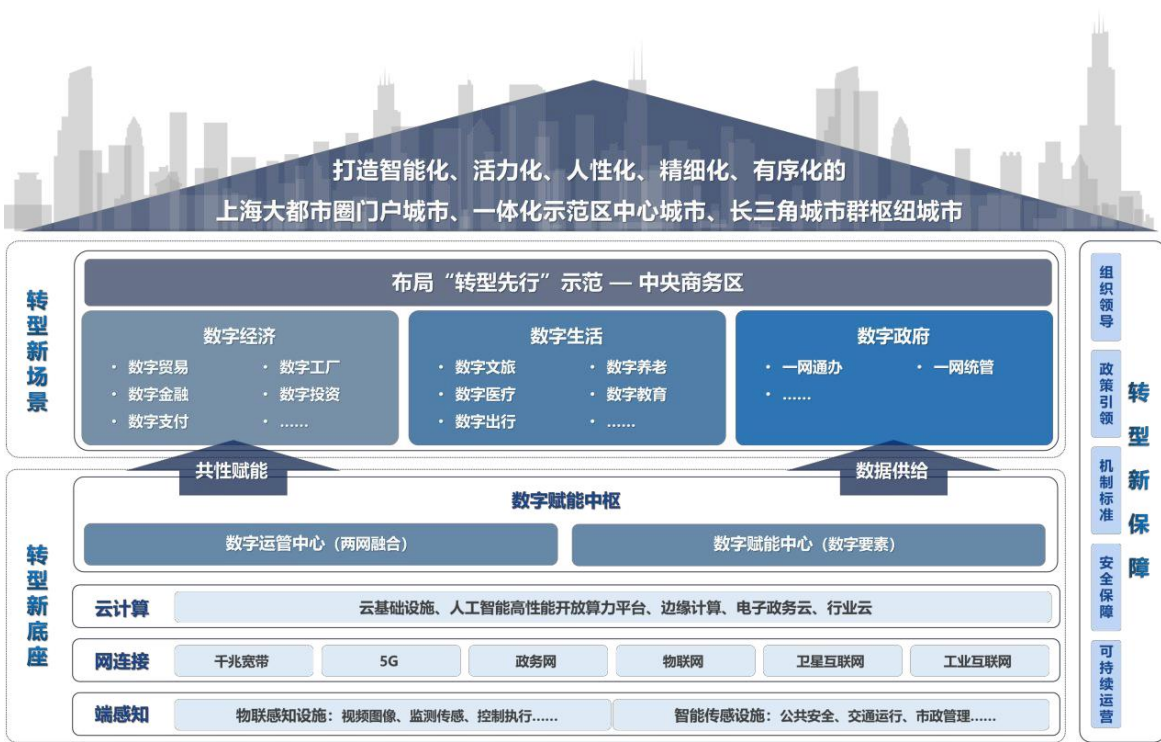 打造智能化、活力化、人性化、精细化、有序化的
上海大都市圈门户城市、一体化示范区中心城市、长三角城市群枢纽城市
转型新场景
布局“转型先行”示范 — 中央商务区
数字经济
• 数字贸易
• 数字工厂
• 数字金融
• 数字投资
• 数字支付
• ......
数字生活
• 数字文旅
• 数字养老
• 数字医疗
• 数字教育
• 数字出行
• ......
数字政府
• 一网通办
• 一网统管
• ......
共性赋能
数据供给
转型新底座
数字赋能中枢
数字运管中心（两网融合）
数字赋能中心（数字要素）
云计算
云基础设施、人工智能高性能开放算力平台、边缘计算、电子政务云、行业云
网连接
千兆宽带
5G
政务网
物联网
卫星互联网
工业互联网
端感知
物联感知设施：视频图像、监测传感、控制执行......
智能传感设施：公共安全、交通运行、市政管理......
组织领导
政策引领
机制标准
安全保障
可持续运营
转型新保障